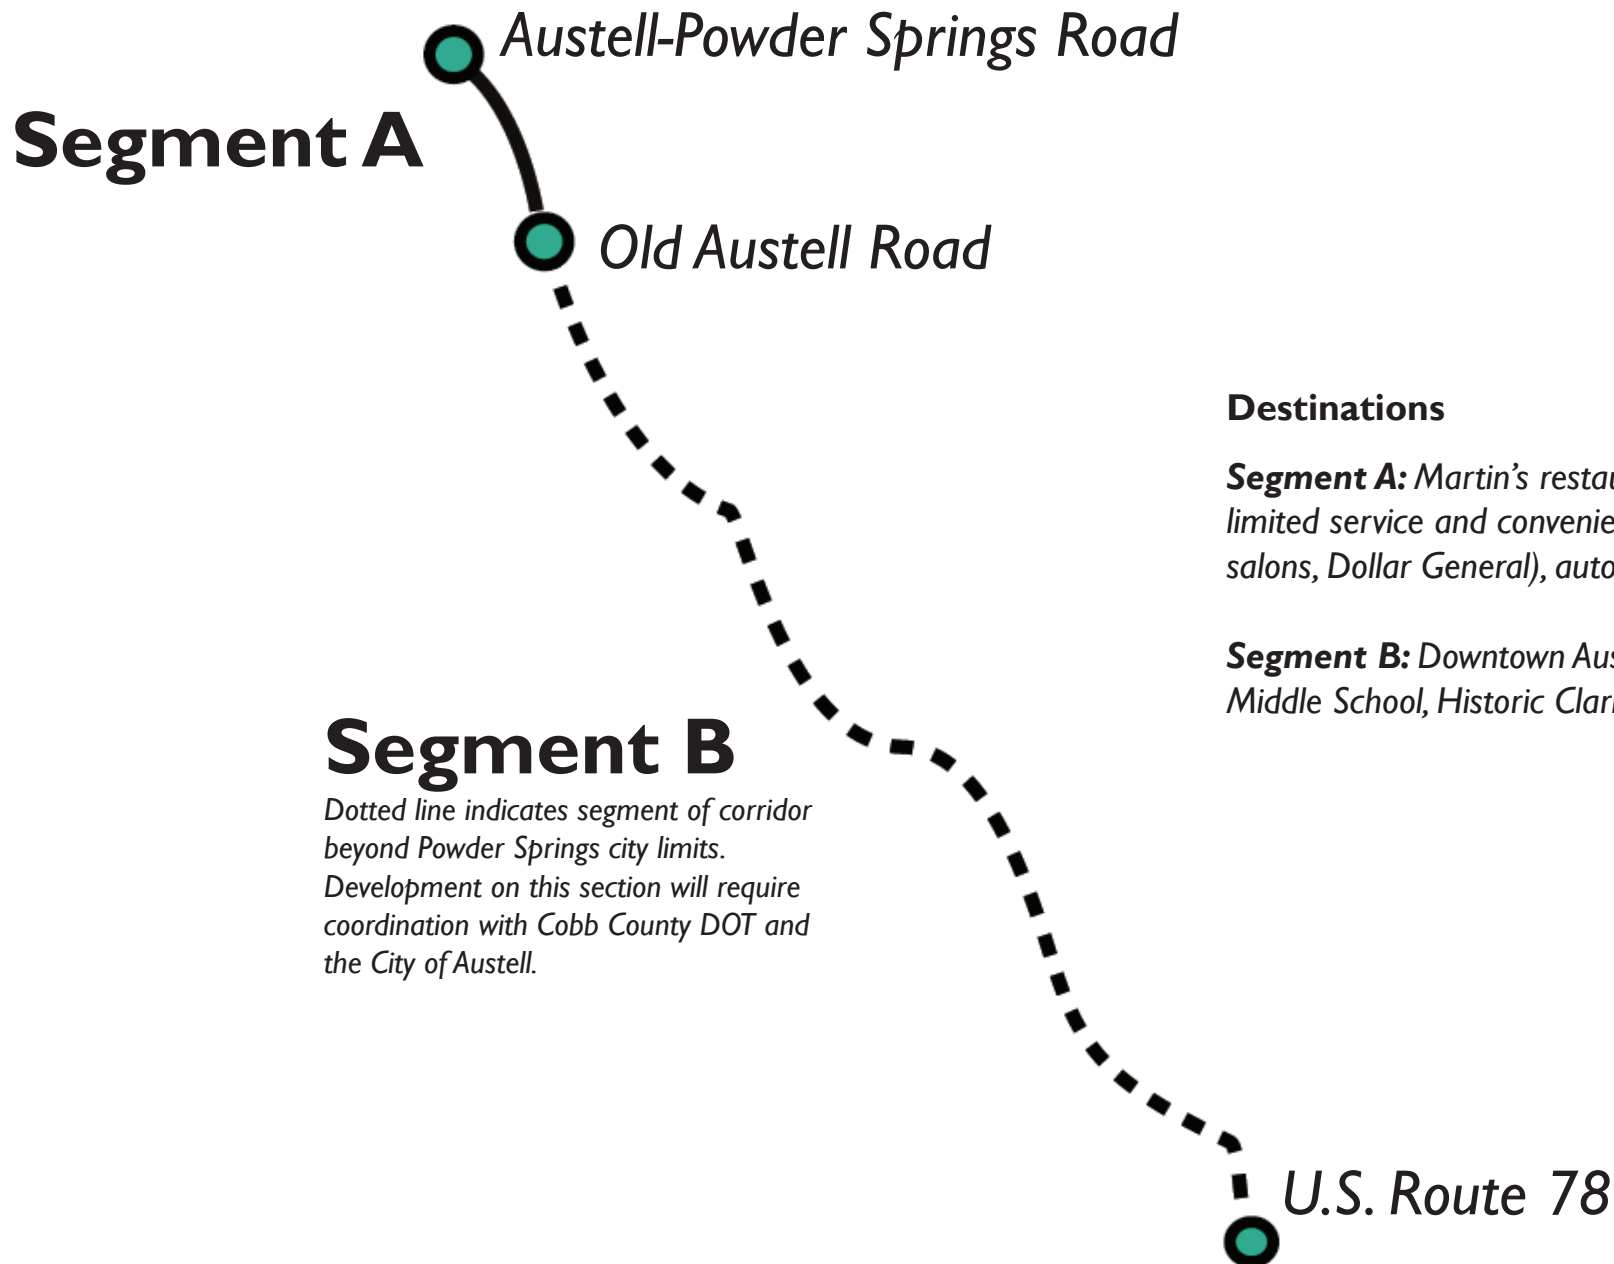 Austell-Powder Springs Road
Segment A
Old Austell Road
Destinations
Segment A: Martin's
limited service and
salons, Dollar General),
Segment B: Downtown
Middle School, Historic
Segment B
Dotted line indicates segment of corridor
beyond Powder Springs city limits.
Development on this section will require
coordination with Cobb County DOT and
the City of Austell.
U.S. Route 78